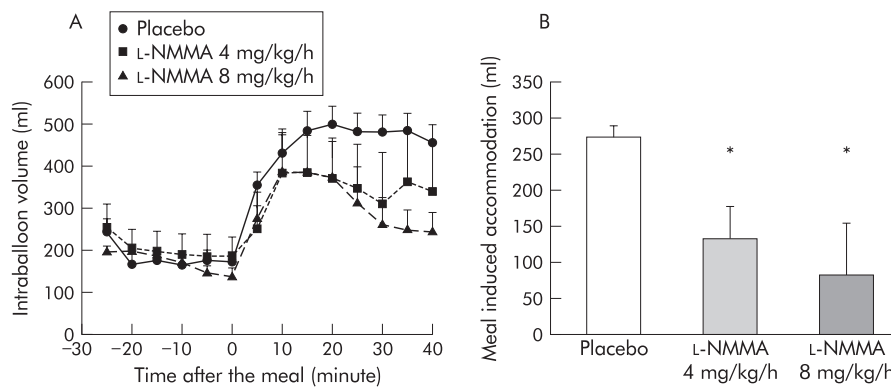 A
Placebo
L-NMMA 4 mg/kg/h
L-NMMA 8 mg/kg/h
Intraballoon volume (ml)
600
500
400
300
200
100
0
−30
−20
−10
0
10
20
30
40
Time after the meal (minute)
B
Meal induced accommodation (ml)
350
300
250
200
150
100
50
0
*
*
Placebo
L-NMMA
4 mg/kg/h
L-NMMA
8 mg/kg/h